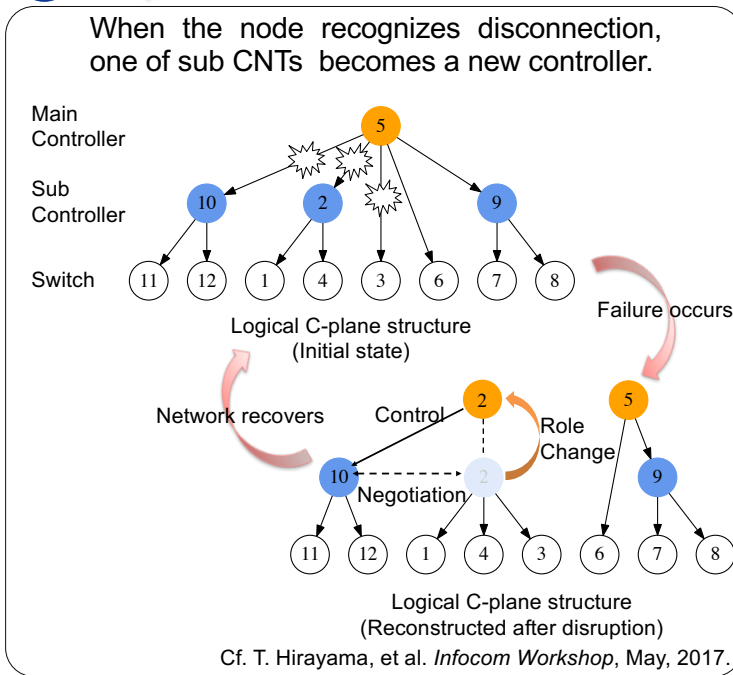 When the node recognizes disconnection,
one of sub CNTs becomes a new controller.
Main
Controller
5
Sub
Controller
10
2
9
Switch
11
12
1
4
3
6
7
8
Logical C-plane structure
(Initial state)
Failure occurs
Network recovers
Control
2
Role
Change
5
10
Negotiation
2
9
11
12
1
4
3
6
7
8
Logical C-plane structure
(Reconstructed after disruption)
Cf. T. Hirayama, et al. Infocom Workshop, May, 2017.